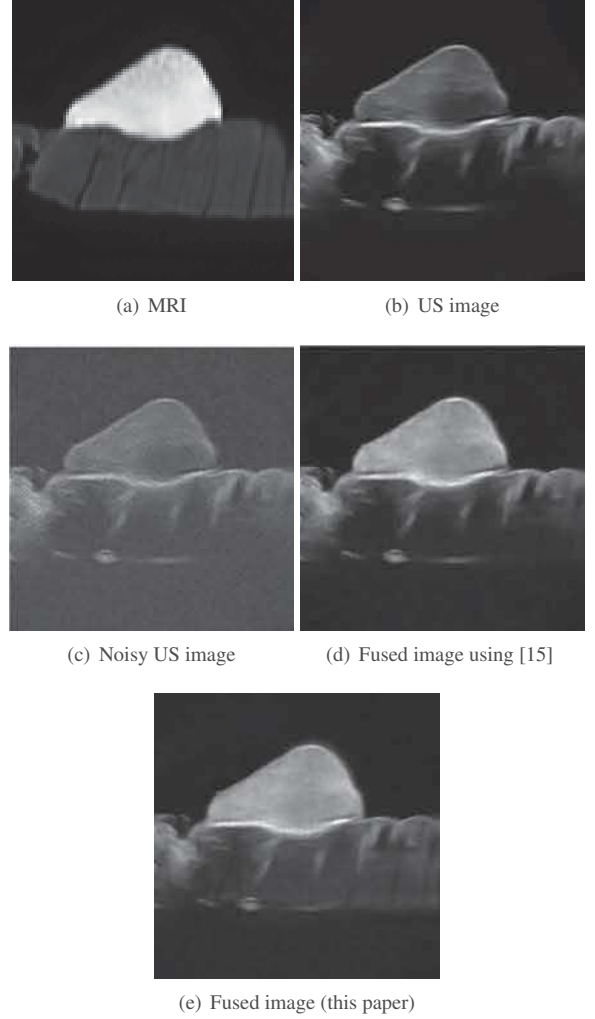 (a) MRI
(b) US image
(c) Noisy US image
(d) Fused image using [15]
(e) Fused image (this paper)